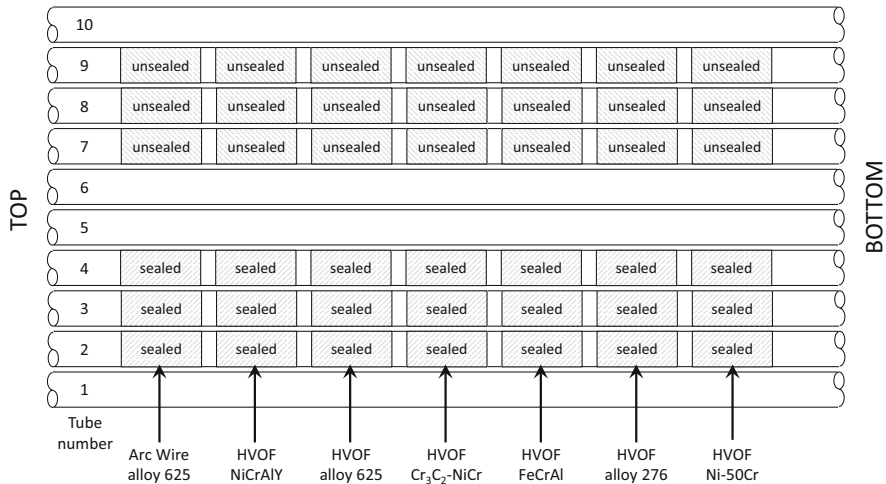 10
9 unsealed unsealed unsealed unsealed unsealed unsealed unsealed
8 unsealed unsealed unsealed unsealed unsealed unsealed unsealed
7 unsealed unsealed unsealed unsealed unsealed unsealed unsealed
6
TOP
BOTTOM
5
4 sealed sealed sealed sealed sealed sealed sealed
3 sealed sealed sealed sealed sealed sealed sealed
2 sealed sealed sealed sealed sealed sealed sealed
1
Tube
number
Arc Wire
alloy 625
HVOF
NiCrAlY
HVOF
alloy 625
HVOF
Cr₃C₂-NiCr
HVOF
FeCrAl
HVOF
alloy 276
HVOF
Ni-50Cr